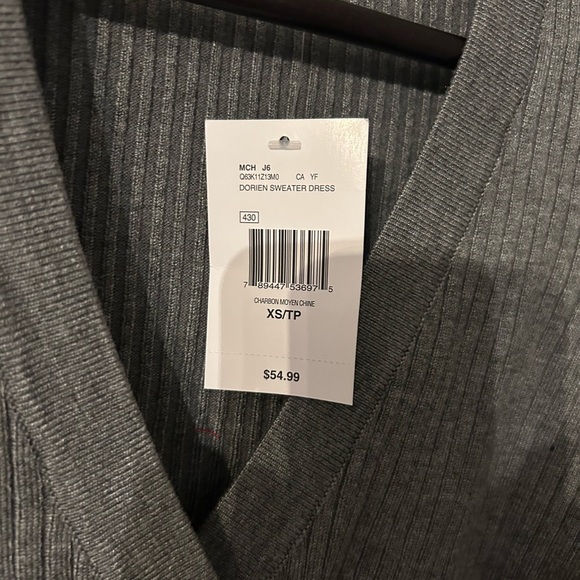 MCH J6
Q63K11Z13M0 CA YF
DORIEN SWEATER DRESS
430
7 89447 53697 5
CHARBON MOYEN CHINE
XS/TP
$54.99